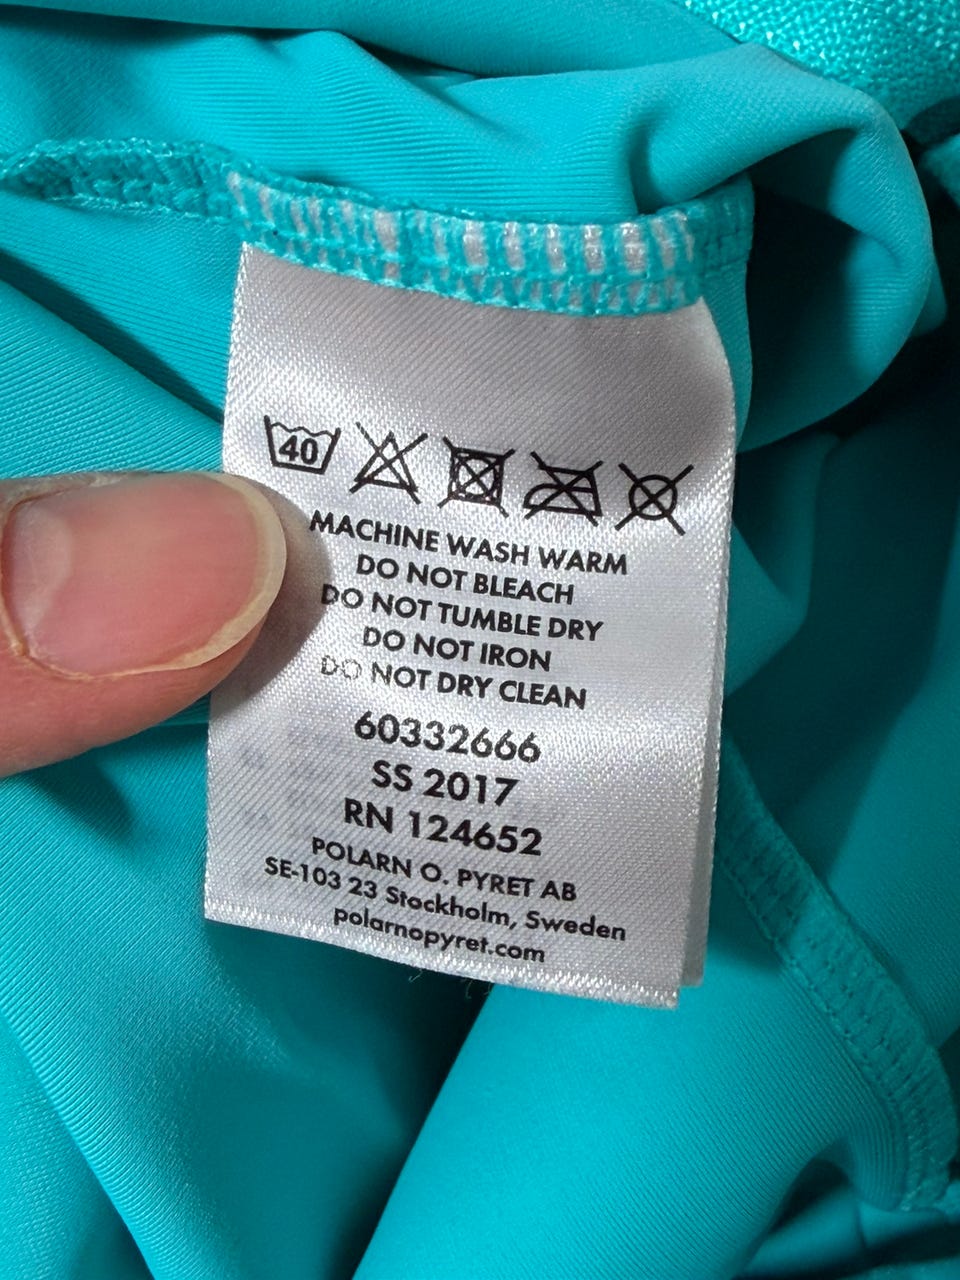 40
MACHINE WASH WARM
DO NOT BLEACH
DO NOT TUMBLE DRY
DO NOT IRON
DO NOT DRY CLEAN
60332666
SS 2017
RN 124652
POLARN O. PYRET AB
SE-103 23 Stockholm, Sweden
polarnopyret.com